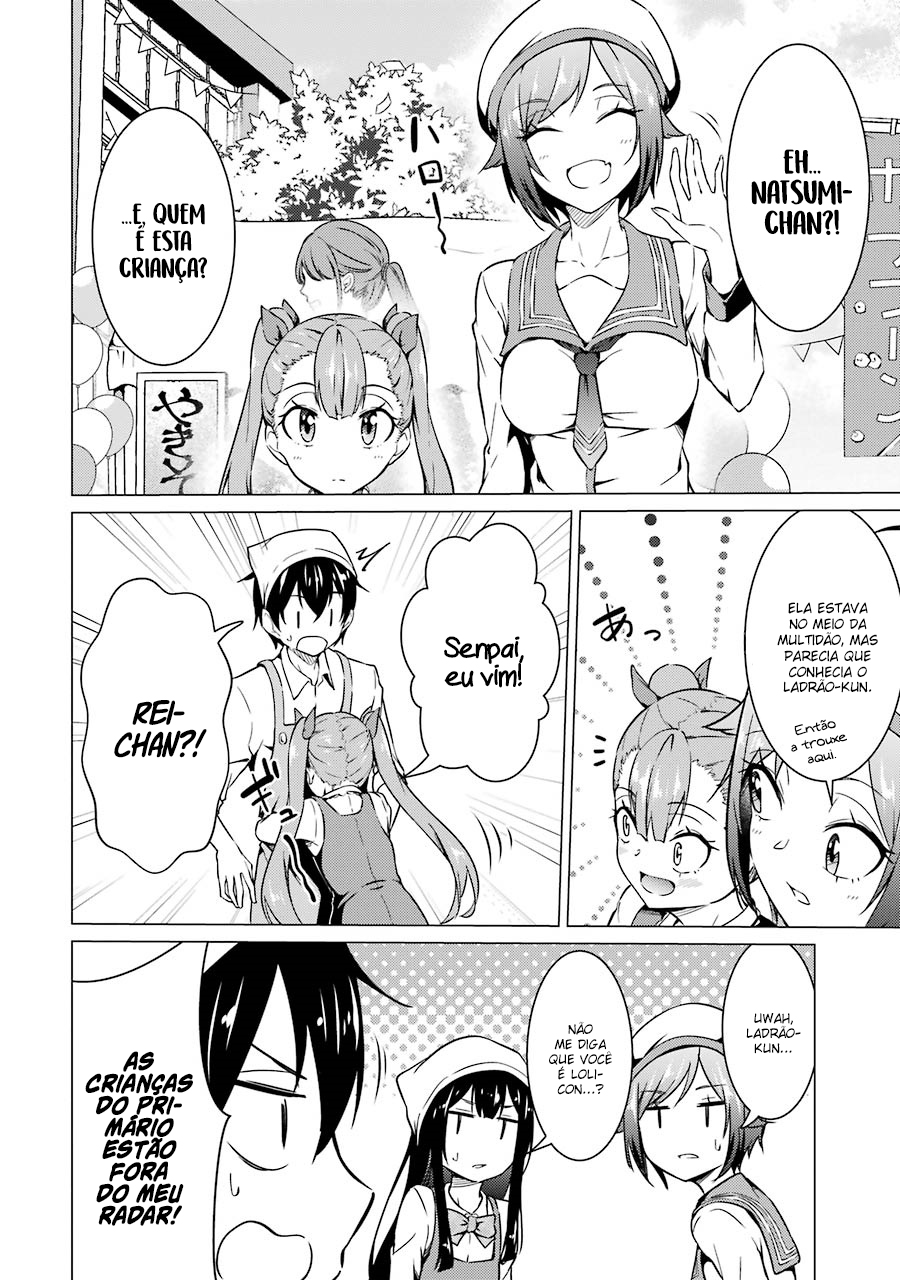 EH...
NATSUMI-
CHAN?!
ハロー
♪
...E, QUEM
É ESTA
CRIANÇA?
ELA ESTAVA
NO MEIO DA
MULTIDÃO, MAS
PARECIA QUE
CONHECIA O
LADRÃO-KUN.
Então
a trouxe
aqui.
あっ
Senpai,
eu vim!
REI-
CHAN?!
ギュ
UWAH,
LADRÃO-
KUN...
NÃO
ME DIGA
QUE VOCÊ
É LOLI-
CON...?
AS
CRIANÇAS
DO PRI-
MÁRIO
ESTÃO
FORA
DO MEU
RADAR!